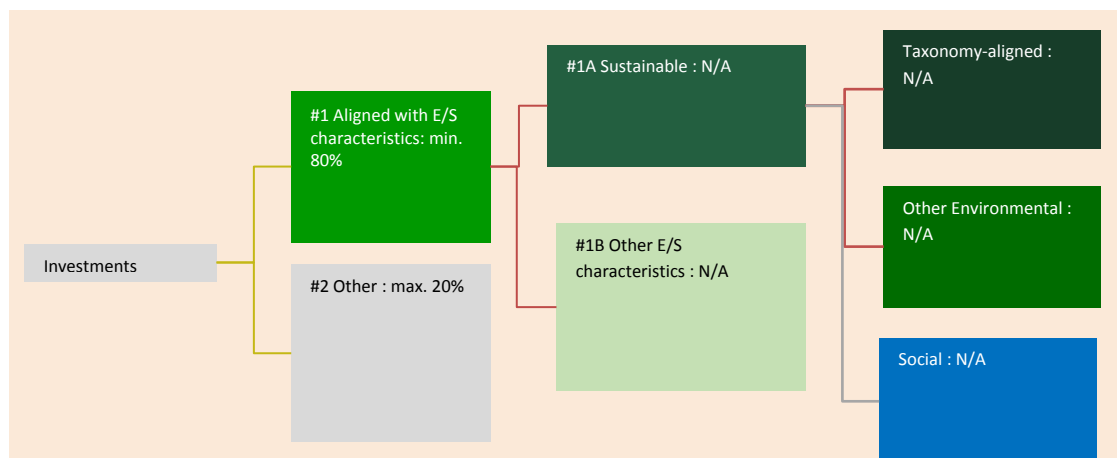 Investments
#1 Aligned with E/S
characteristics: min.
80%
#2 Other : max. 20%
#1A Sustainable : N/A
#1B Other E/S
characteristics : N/A
Taxonomy-aligned :
N/A
Other Environmental :
N/A
Social : N/A